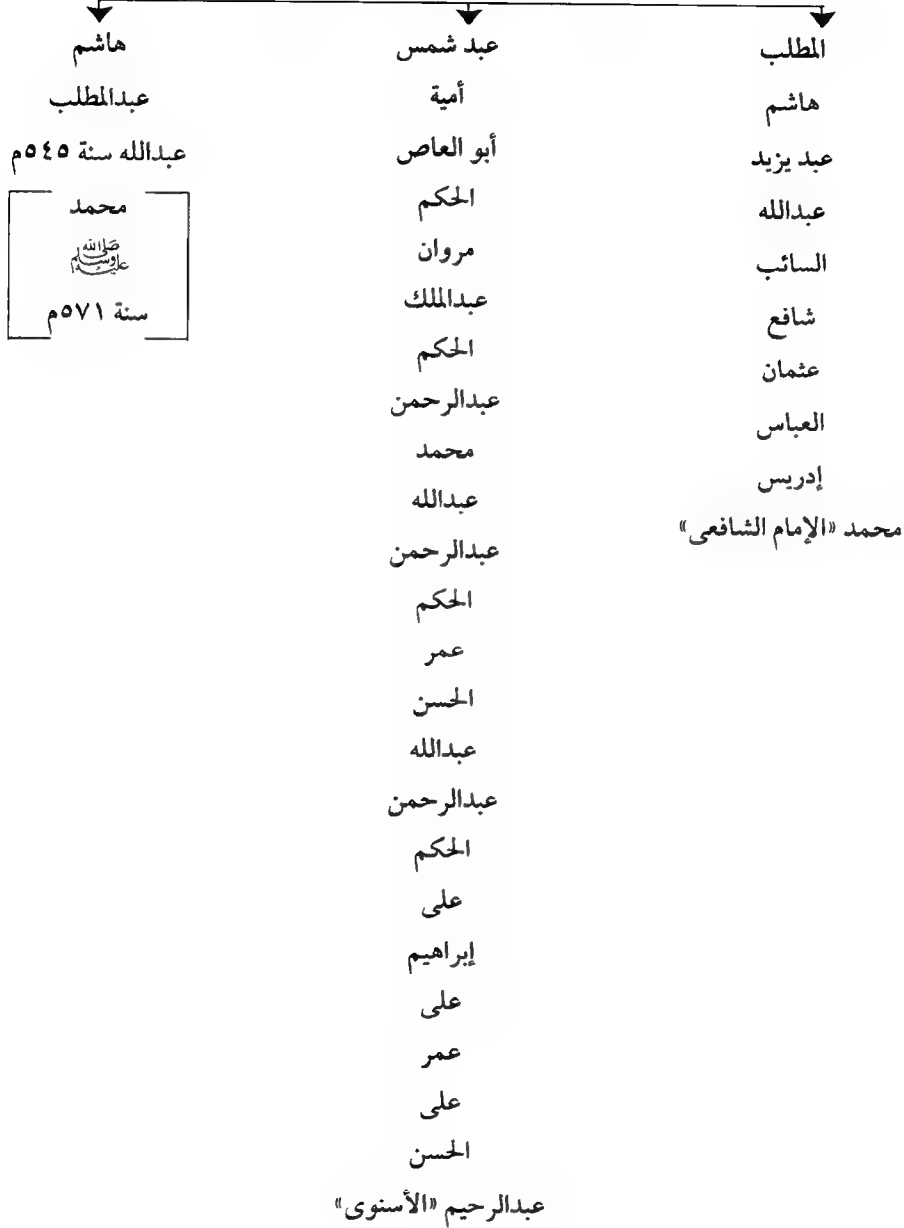 المطلب
هاشم
عبد يزيد
عبدالله
السائب
شافع
عثمان
العباس
إدريس
محمد «الإمام الشافعى»
عبد شمس
أمية
أبو العاص
الحكم
مروان
عبدالملك
الحكم
عبدالرحمن
محمد
عبدالله
عبدالرحمن
الحكم
عمر
الحسن
عبدالله
عبدالرحمن
الحكم
على
إبراهيم
على
عمر
على
الحسن
عبدالرحيم «الأسنوى»
هاشم
عبدالمطلب
عبدالله سنة ٥٤٥م
محمد
ﷺ
سنة ٥٧١م